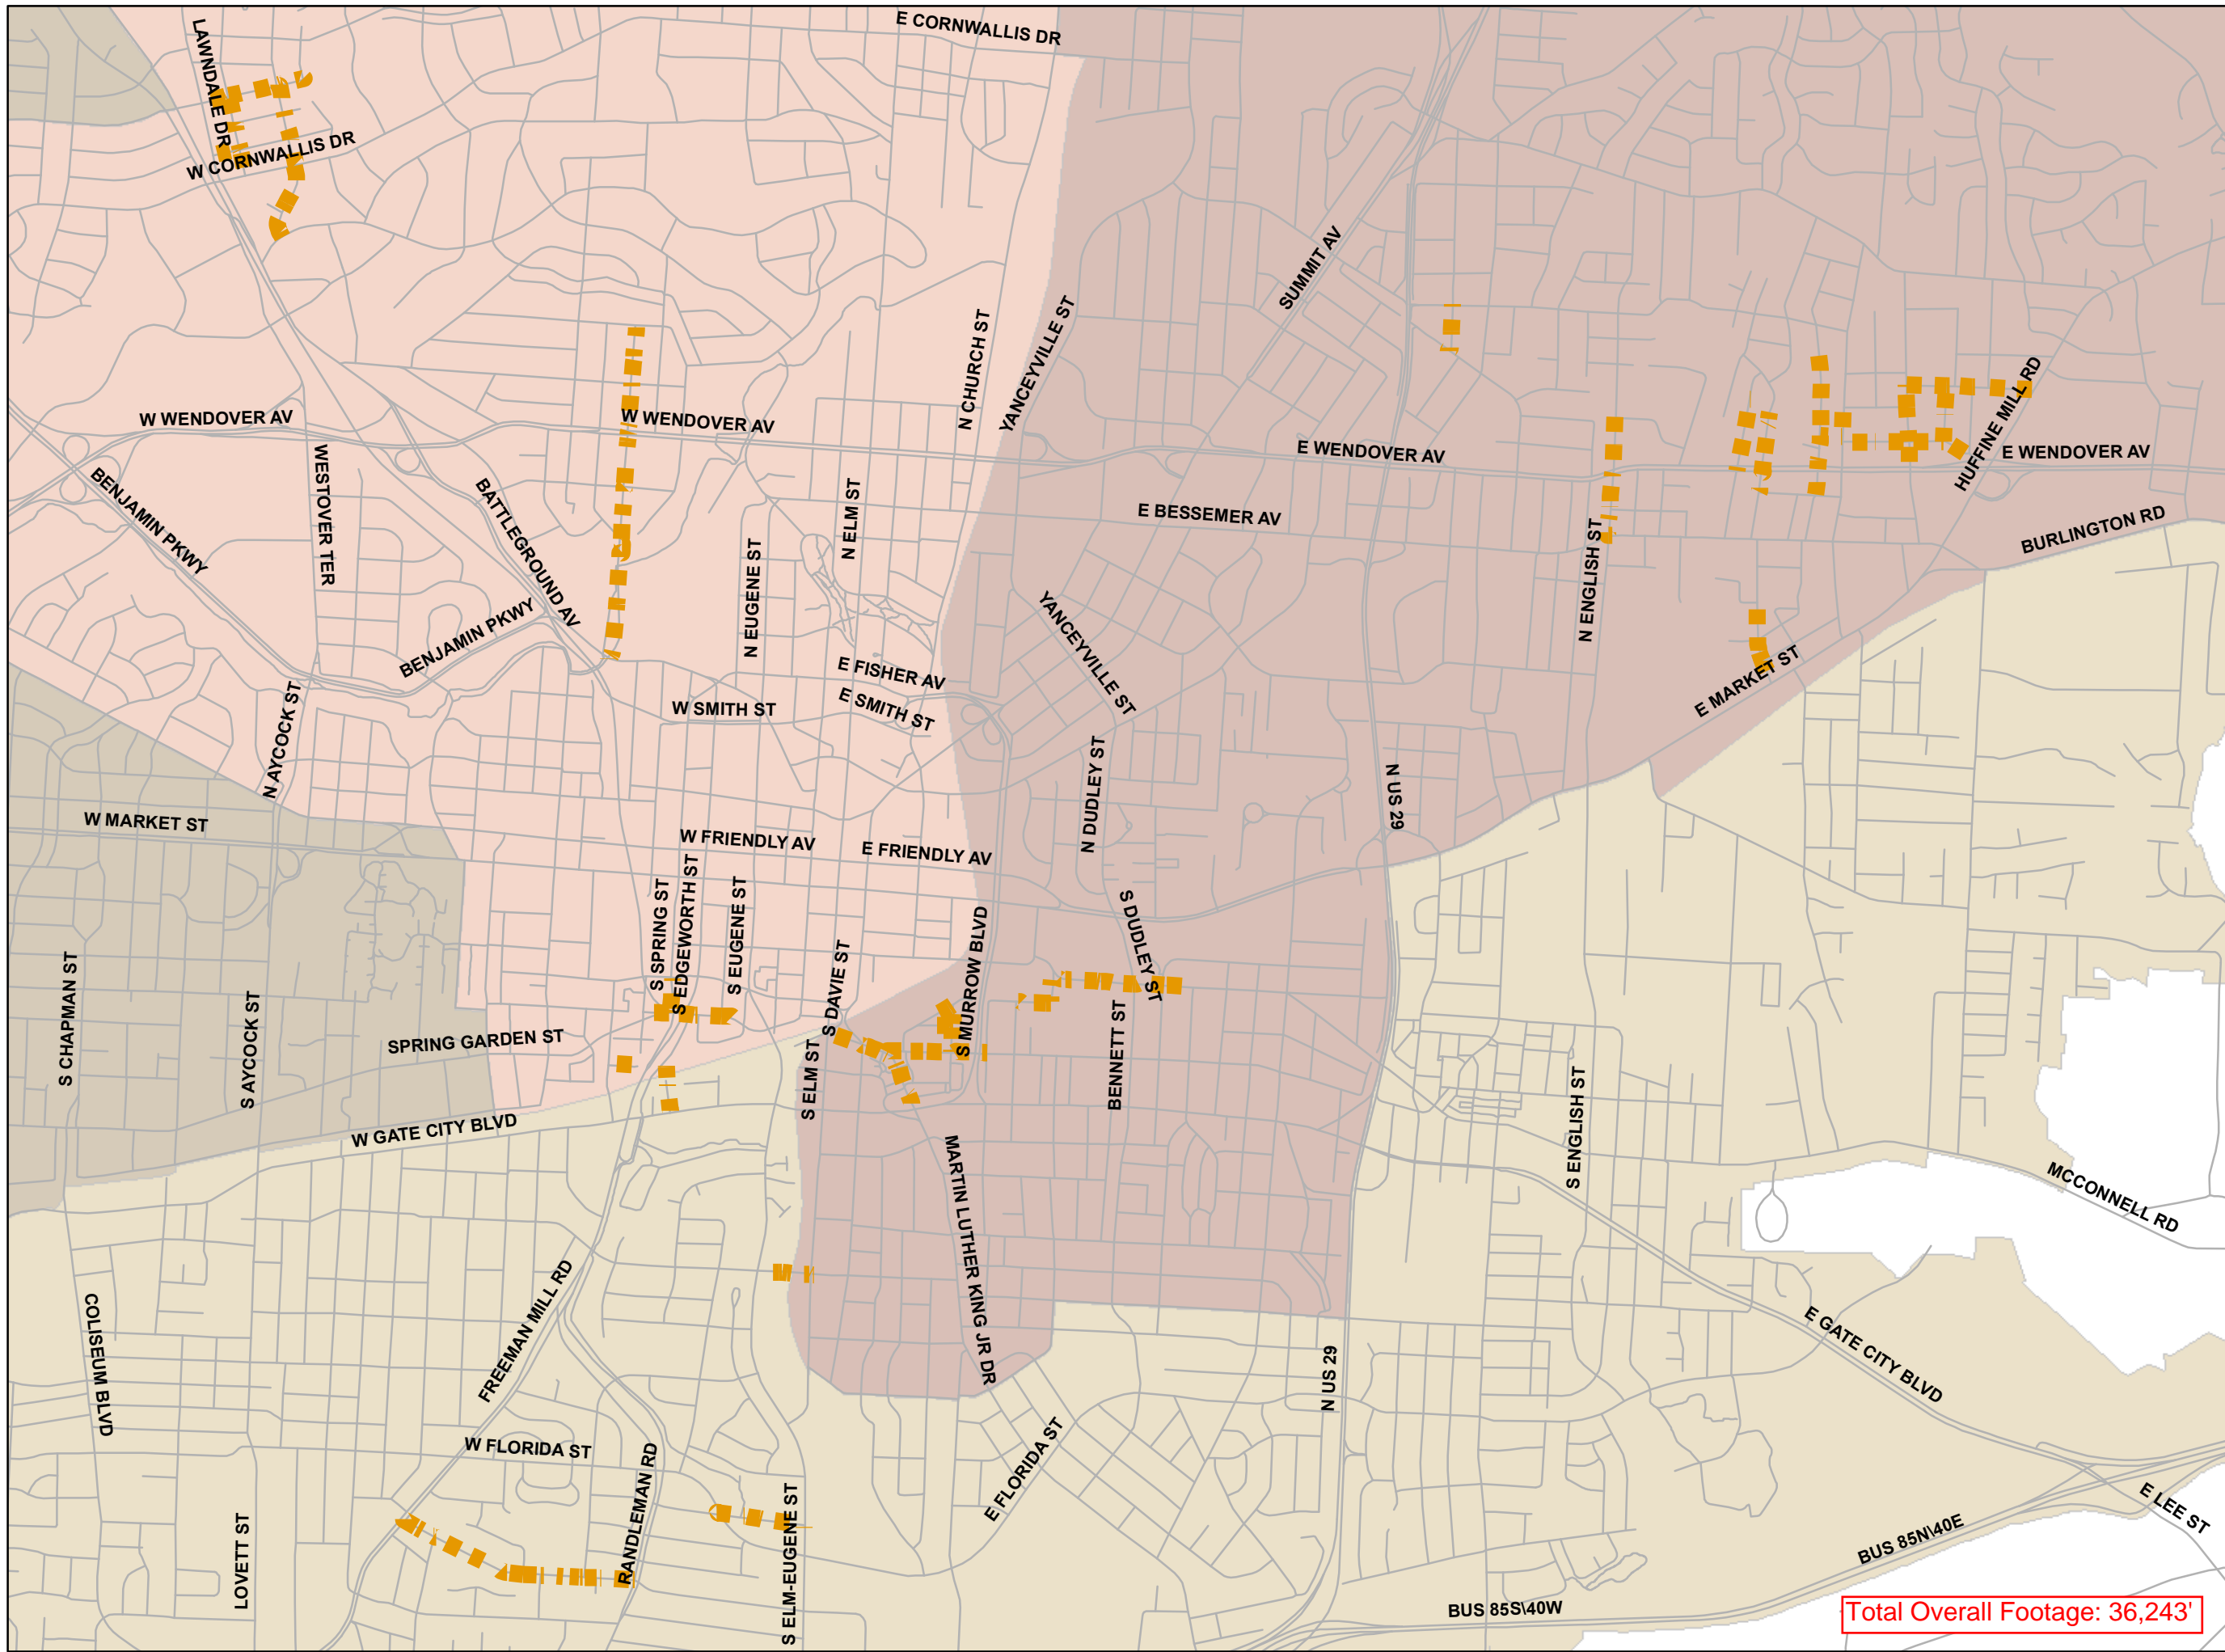 E CORNWALLIS DR
LAWNDALE DR
W CORNWALLIS DR
SUMMIT AV
N CHURCH ST
YANCEYVILLE ST
HUFFINE MILL RD
W WENDOVER AV
W WENDOVER AV
E WENDOVER AV
E WENDOVER AV
WESTOVER TER
BENJAMIN PKWY
BATTLEGROUND AV
N ELM ST
E BESSEMER AV
BURLINGTON RD
N EUGENE ST
N ENGLISH ST
BENJAMIN PKWY
YANCEYVILLE ST
E FISHER AV
E SMITH ST
W SMITH ST
E MARKET ST
N AYCOCK ST
N DUDLEY ST
N US 29
W MARKET ST
W FRIENDLY AV
E FRIENDLY AV
S SPRING ST
S EDGEWORTH ST
S EUGENE ST
S DUDLEY ST
S CHAPMAN ST
S AYCOCK ST
S DAVIE ST
S MURROW BLVD
SPRING GARDEN ST
S ELM ST
BENNETT ST
W GATE CITY BLVD
S ENGLISH ST
MARTIN LUTHER KING JR DR
MCCONNELL RD
COLISEUM BLVD
FREEMAN MILL RD
E GATE CITY BLVD
N US 29
W FLORIDA ST
RANDLEMAN RD
E FLORIDA ST
LOVETT ST
S ELM-EUGENE ST
E LEE ST
BUS 85N\40E
BUS 85S\40W
Total Overall Footage: 36,243'